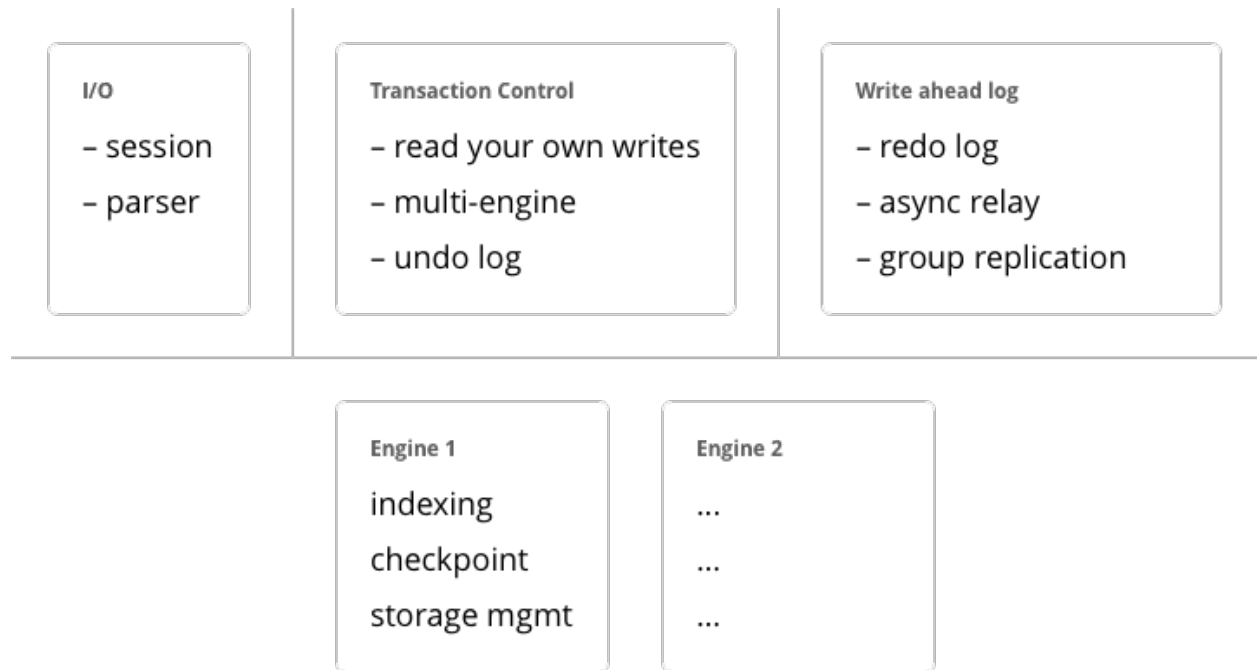 I/O
– session
– parser
Transaction Control
– read your own writes
– multi-engine
– undo log
Write ahead log
– redo log
– async relay
– group replication
Engine 1
indexing
checkpoint
storage mgmt
Engine 2
...
...
...